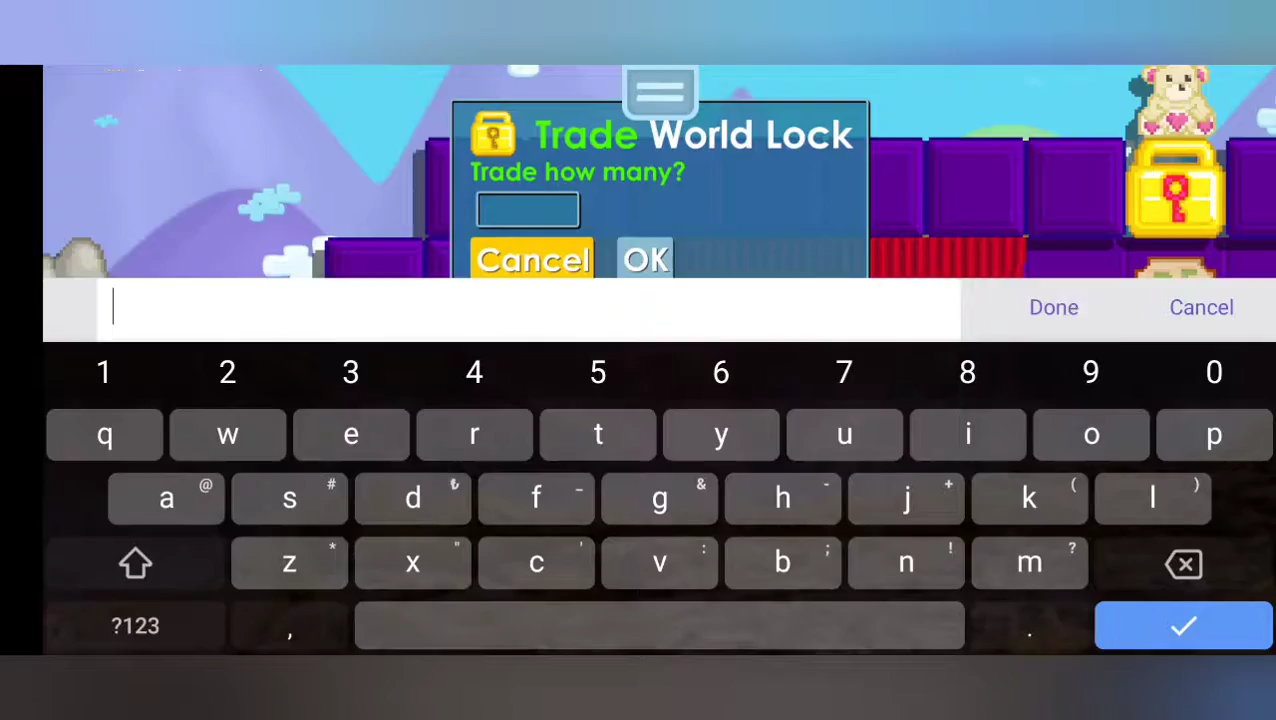 Trade World Lock
Trade how many?
Cancel OK
Done Cancel
1 2 3 4 5 6 7 8 9 0
q w e r t y u i o p
@ # ₺ _ & - + ( )
a s d f g h j k l
* " ' : ; ! ?
z x c v b n m
?123 , .